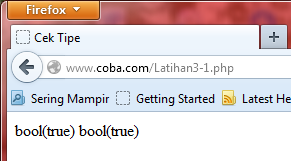 Firefox
Cek Tipe
www.coba.com/Latihan3-1.php
Sering Mampir Getting Started Latest He
bool(true) bool(true)